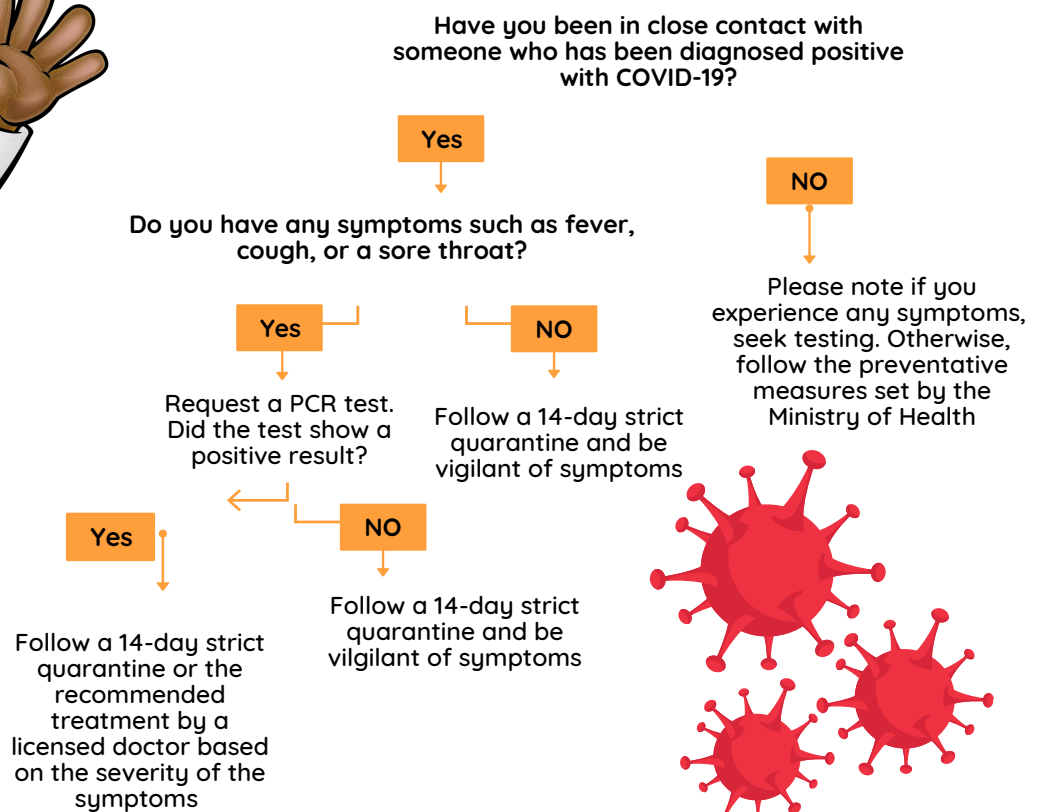 Have you been in close contact with
someone who has been diagnosed positive
with COVID-19?
Yes
NO
Do you have any symptoms such as fever,
cough, or a sore throat?
Please note if you
experience any symptoms,
seek testing. Otherwise,
follow the preventative
measures set by the
Ministry of Health
Yes
NO
Request a PCR test.
Did the test show a
positive result?
Follow a 14-day strict
quarantine and be
vigilant of symptoms
Yes
NO
Follow a 14-day strict
quarantine and be
vilgilant of symptoms
Follow a 14-day strict
quarantine or the
recommended
treatment by a
licensed doctor based
on the severity of the
symptoms